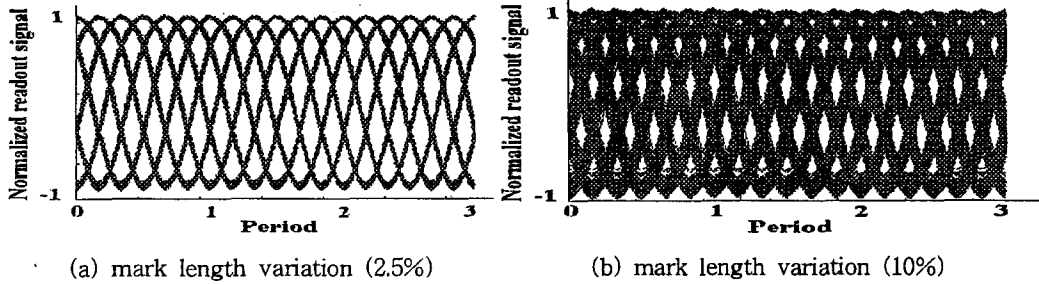 Normalized readout signal
1
-1
0
1
2
3
Period
(a) mark length variation (2.5%)
Normalized readout signal
1
-1
0
1
2
3
Period
(b) mark length variation (10%)